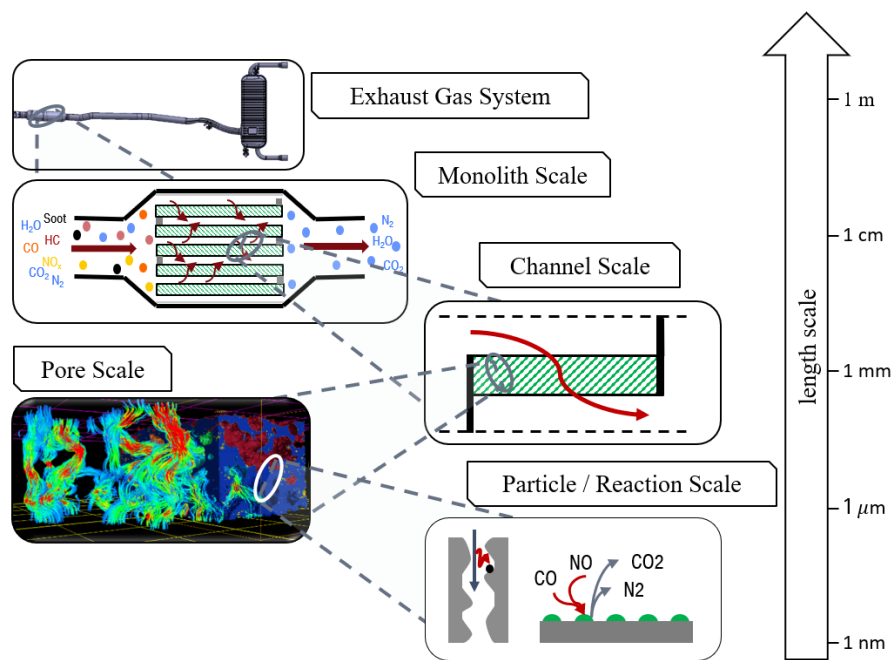 Exhaust Gas System
1 m
Monolith Scale
H₂O Soot
HC
CO
NOₓ
CO₂ N₂
N₂
H₂O
CO₂
1 cm
Channel Scale
length scale
Pore Scale
1 mm
Particle / Reaction Scale
1 μm
CO NO CO2
N2
1 nm